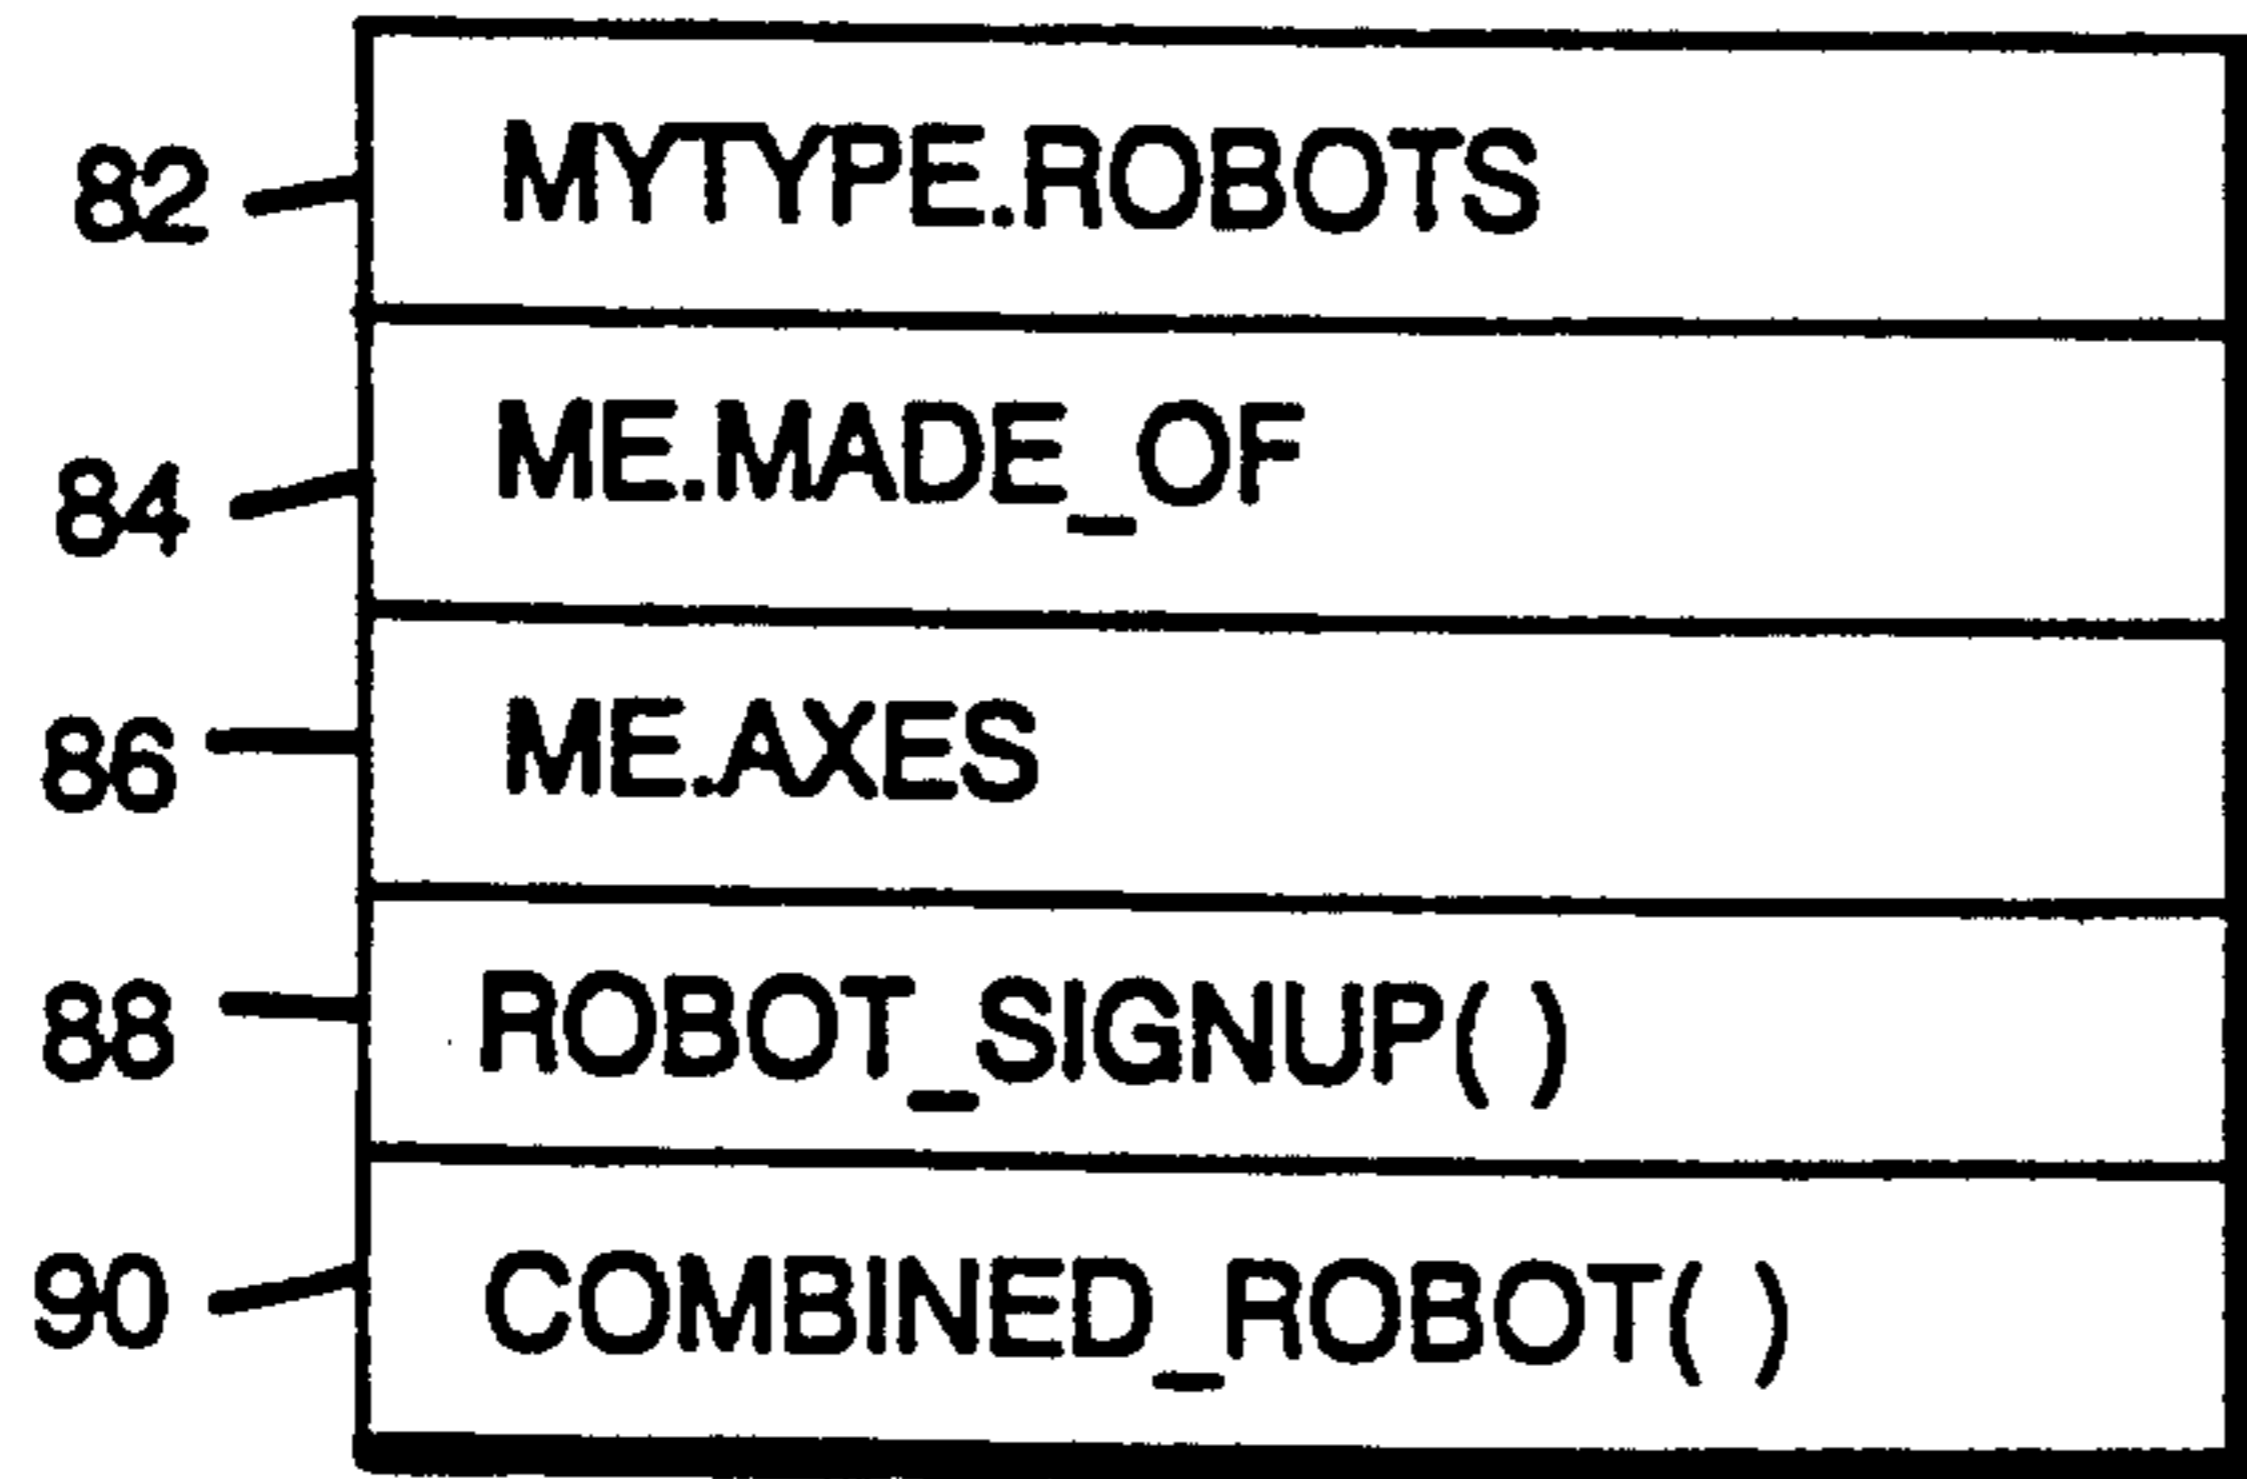 82 MYTYPE.ROBOTS
84 ME.MADE_OF
86 ME.AXES
88 ROBOT_SIGNUP( )
90 COMBINED_ROBOT( )